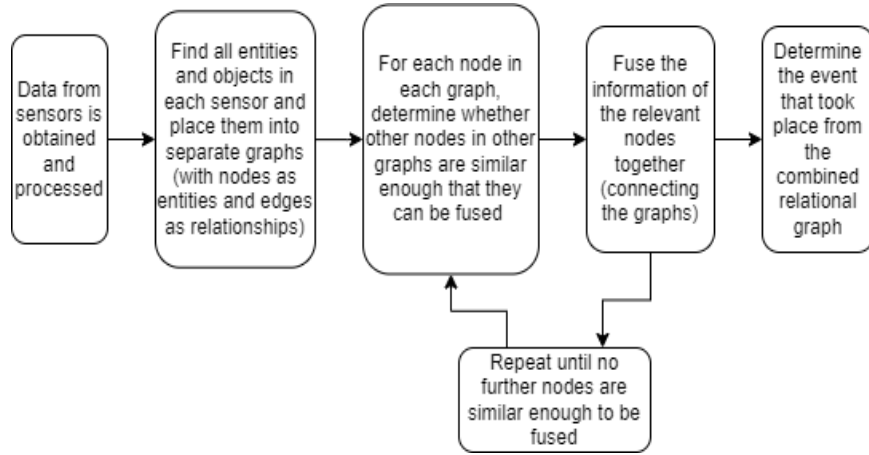 Data from
sensors is
obtained
and
processed
Find all entities
and objects in
each sensor and
place them into
separate graphs
(with nodes as
entities and edges
as relationships)
For each node in
each graph,
determine whether
other nodes in other
graphs are similar
enough that they
can be fused
Fuse the
information of
the relevant
nodes
together
(connecting
the graphs)
Determine
the event
that took
place from
the
combined
relational
graph
Repeat until no
further nodes are
similar enough to be
fused